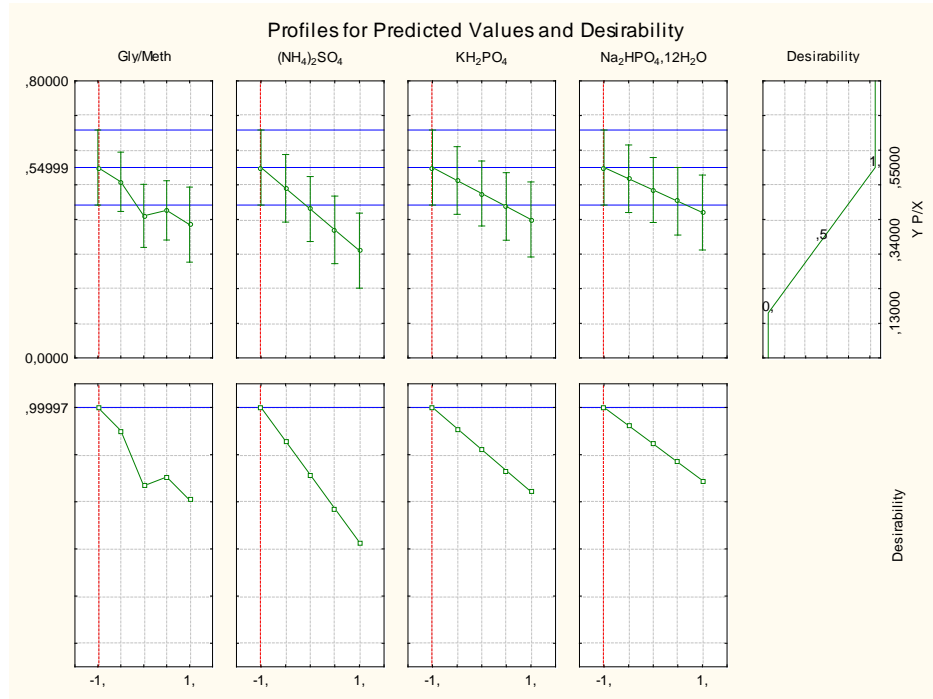 Profiles for Predicted Values and Desirability
Gly/Meth
(NH₄)₂SO₄
KH₂PO₄
Na₂HPO₄,12H₂O
Desirability
,80000
,54999
0,0000
1,
,5
0,
,55000
,34000
,13000
Y P/X
,99997
Desirability
-1, 1,
-1, 1,
-1, 1,
-1, 1,